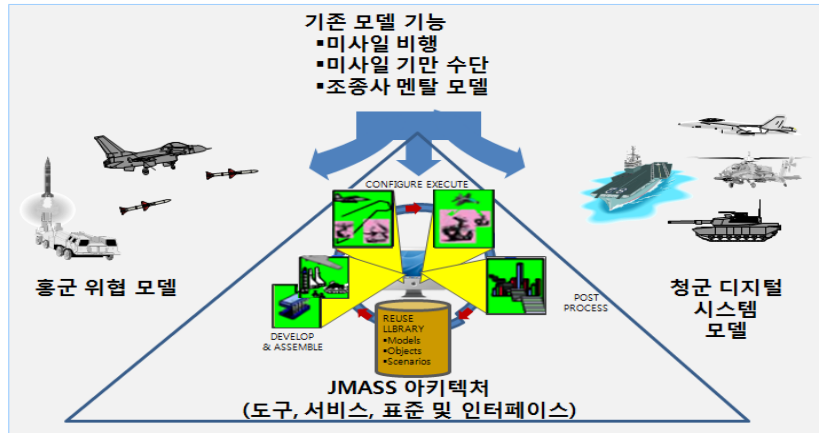 기존 모델 기능
▪미사일 비행
▪미사일 기만 수단
▪조종사 멘탈 모델
CONFIGURE EXECUTE
홍군 위협 모델
청군 디지털
시스템
모델
POST
PROCESS
DEVELOP
& ASSEMBLE
REUSE
LLBRARY
•Models
•Objects
•Scenarios
JMASS 아키텍처
(도구, 서비스, 표준 및 인터페이스)